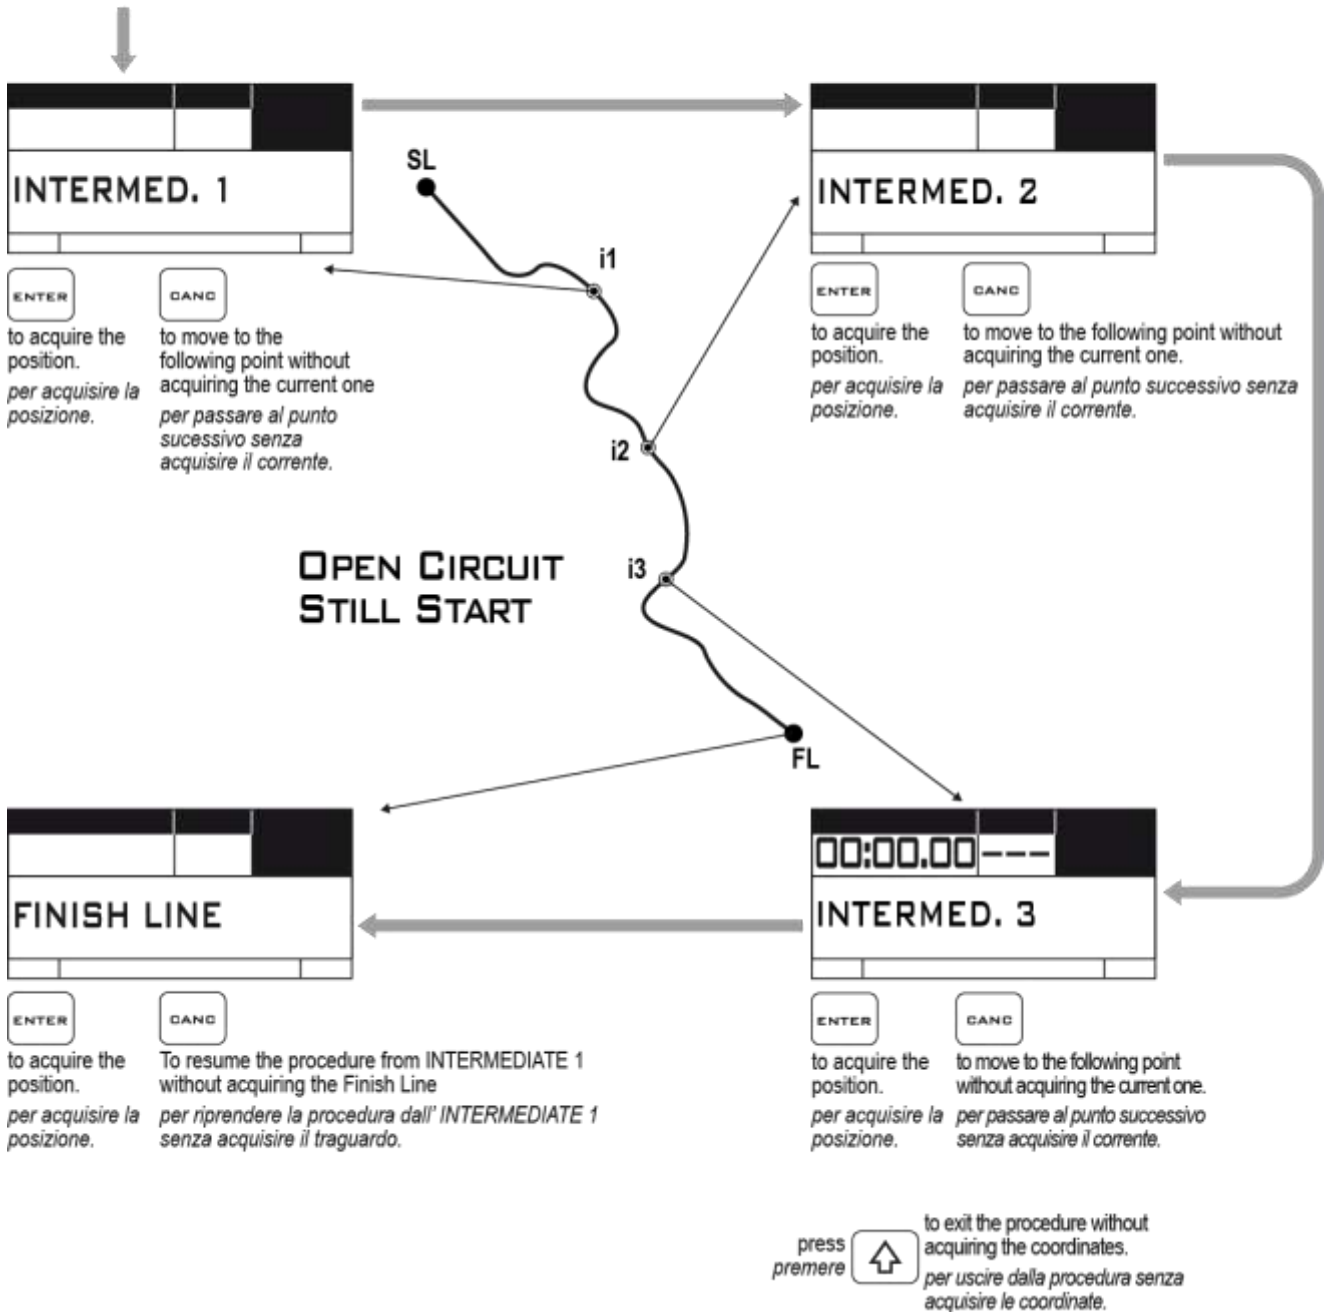 INTERMED. 1
ENTER
to acquire the
position.
per acquisire la
posizione.
CANC
to move to the
following point without
acquiring the current one
per passare al punto
sucessivo senza
acquisire il corrente.
SL
i1
i2
i3
FL
OPEN CIRCUIT
STILL START
INTERMED. 2
ENTER
to acquire the
position.
per acquisire la
posizione.
CANC
to move to the following point without
acquiring the current one.
per passare al punto successivo senza
acquisire il corrente.
FINISH LINE
ENTER
to acquire the
position.
per acquisire la
posizione.
CANC
To resume the procedure from INTERMEDIATE 1
without acquiring the Finish Line
per riprendere la procedura dall' INTERMEDIATE 1
senza acquisire il traguardo.
00:00.00 ---
INTERMED. 3
ENTER
to acquire the
position.
per acquisire la
posizione.
CANC
to move to the following point
without acquiring the current one.
per passare al punto successivo
senza acquisire il corrente.
press
premere
to exit the procedure without
acquiring the coordinates.
per uscire dalla procedura senza
acquisire le coordinate.